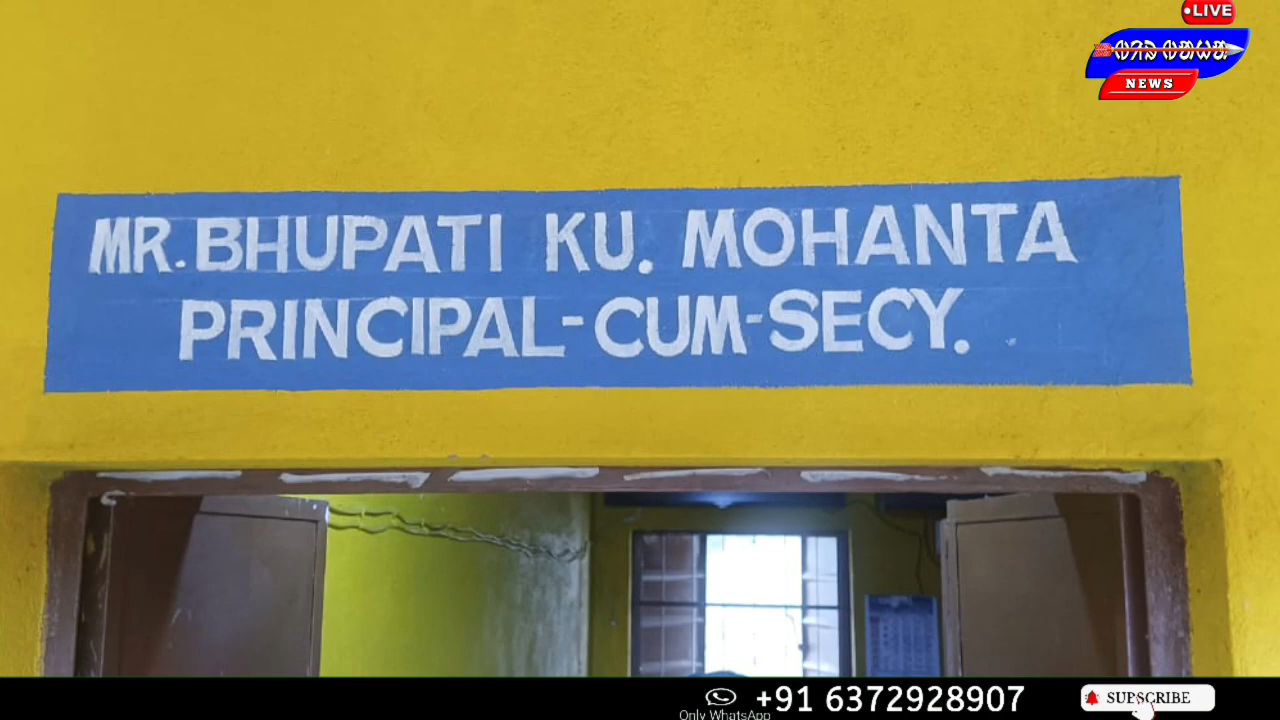 LIVE
NEWS
MR. BHUPATI KU. MOHANTA
PRINCIPAL-CUM-SECY.
+91 6372928907
Only WhatsApp
SUBSCRIBE